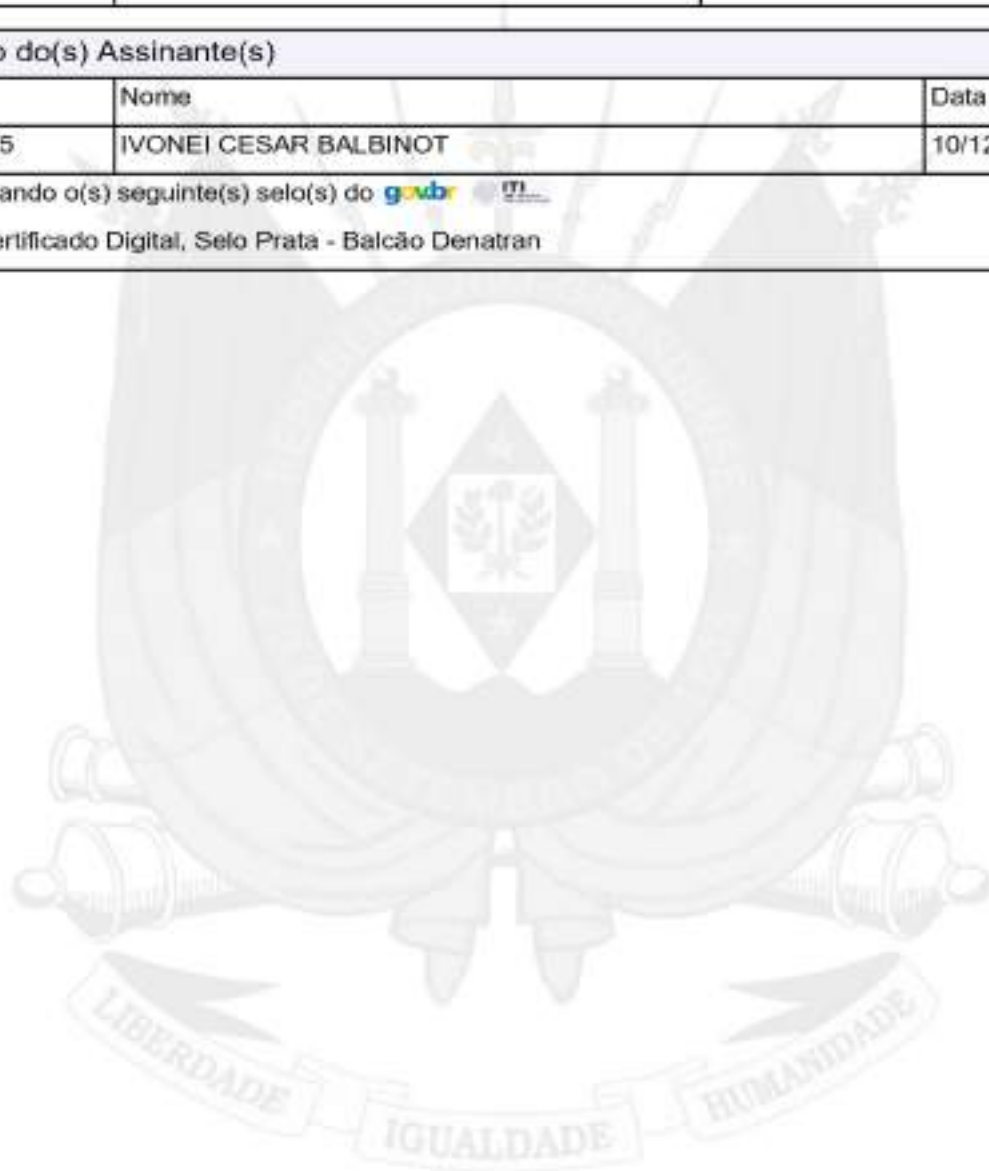 o do(s) Assinante(s)
Nome Data
5 IVONEI CESAR BALBINOT 10/12
ando o(s) seguinte(s) selo(s) do gov.br ITI
ertificado Digital, Selo Prata - Balcão Denatran
LIBERDADE IGUALDADE HUMANIDADE